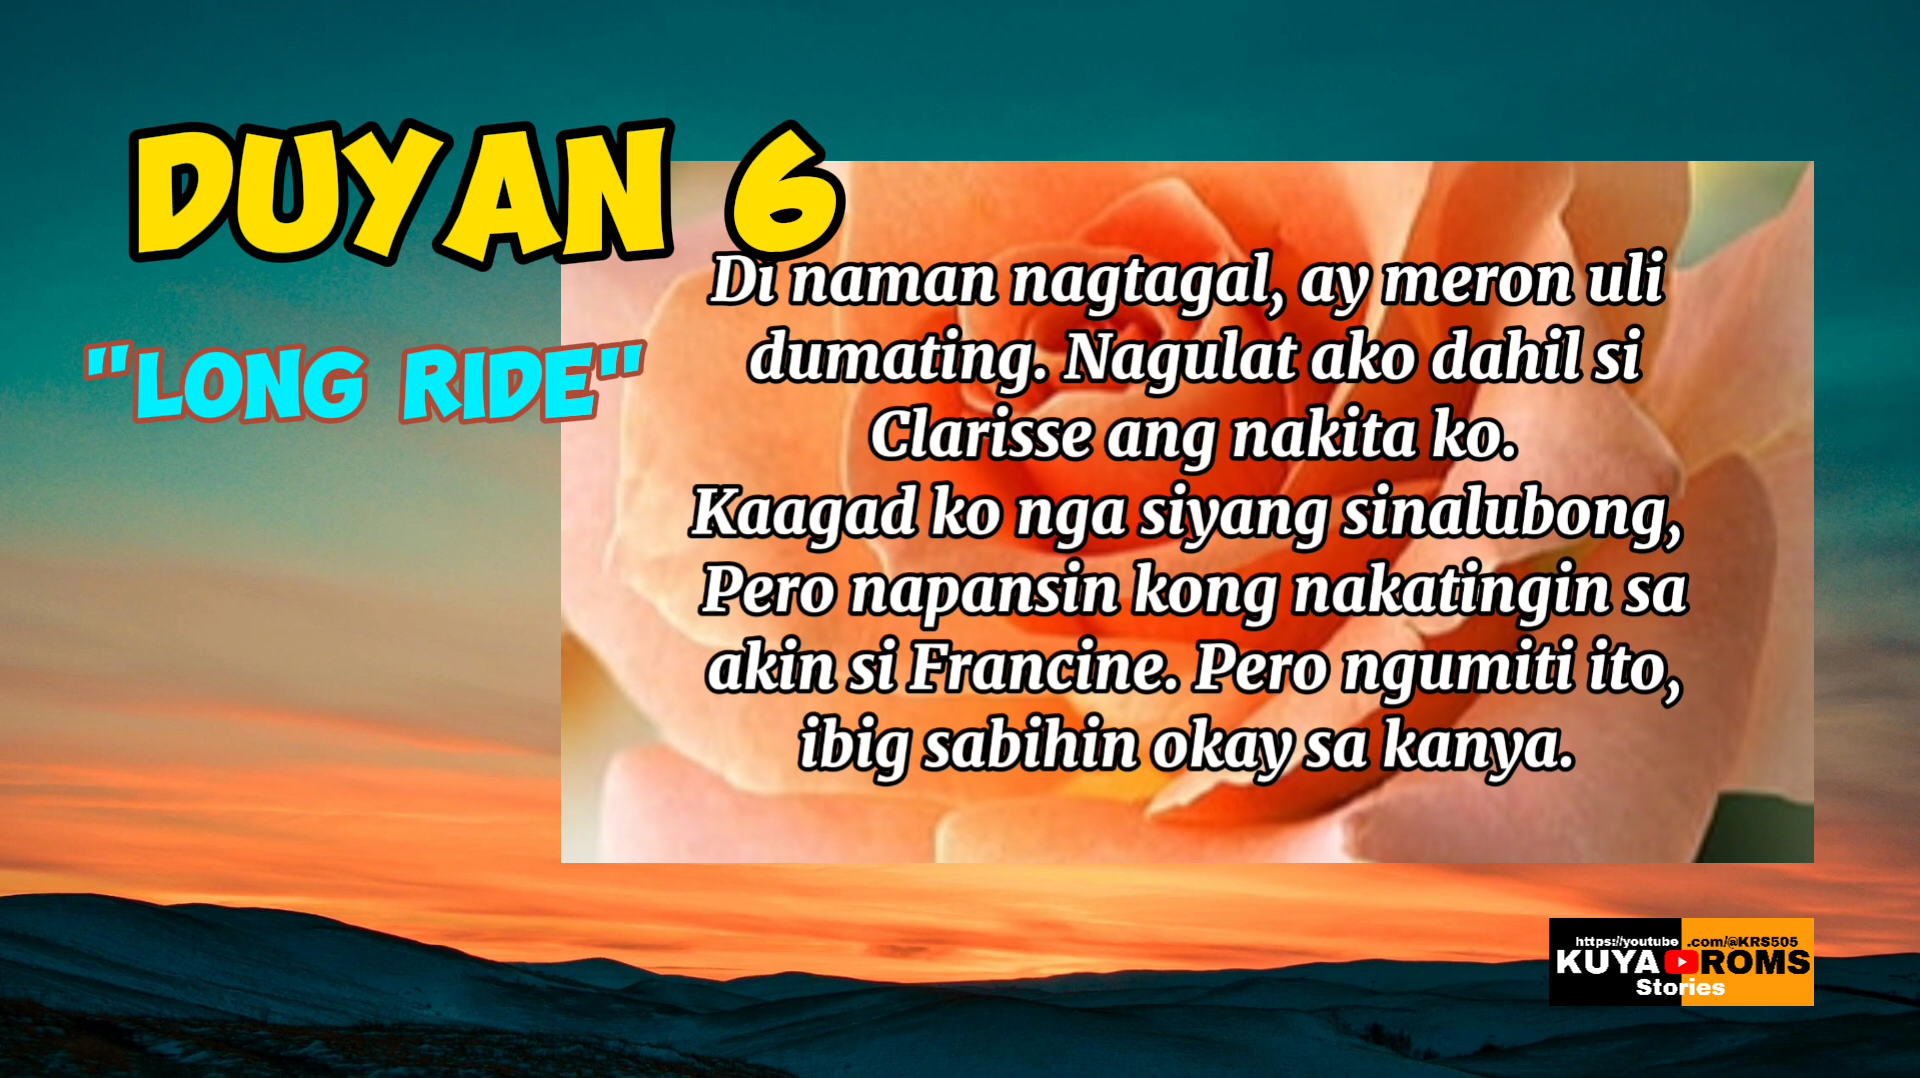 DUYAN 6
"LONG RIDE"
Di naman nagtagal, ay meron uli
dumating. Nagulat ako dahil si
Clarisse ang nakita ko.
Kaagad ko nga siyang sinalubong,
Pero napansin kong nakatingin sa
akin si Francine. Pero ngumiti ito,
ibig sabihin okay sa kanya.
https://youtube.com/@KRS505
KUYA ROMS
Stories